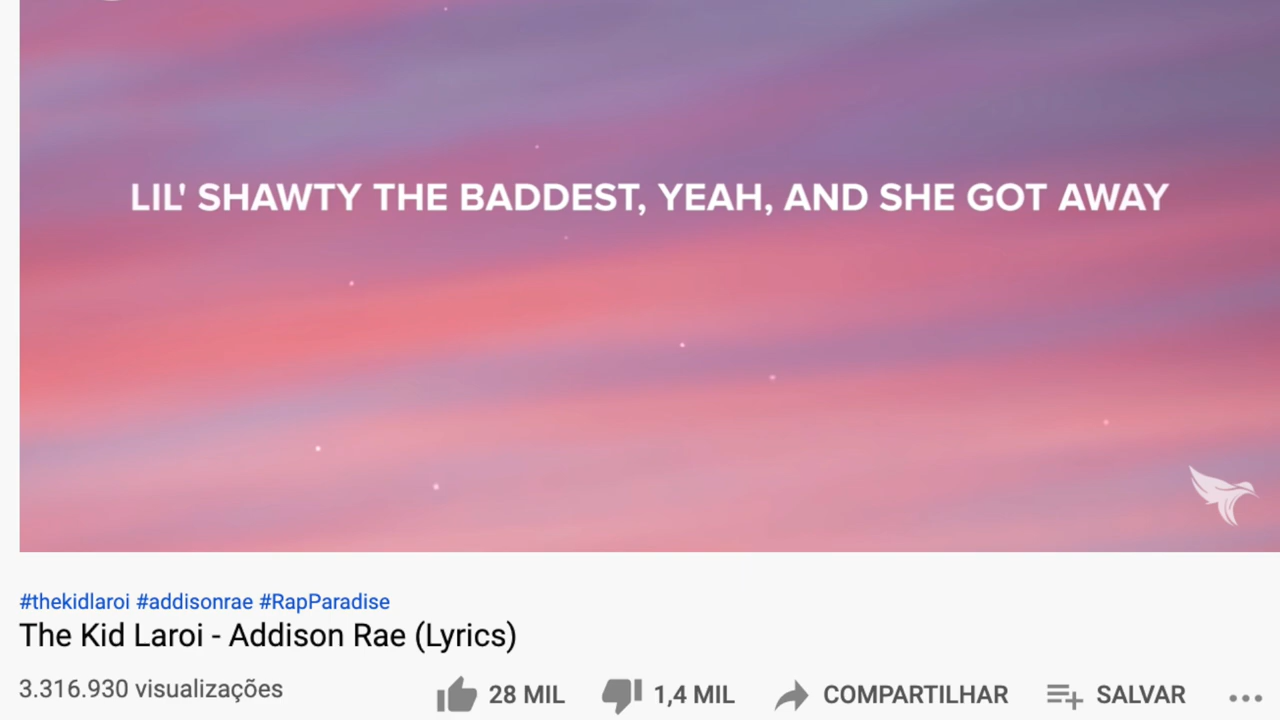 LIL' SHAWTY THE BADDEST, YEAH, AND SHE GOT AWAY
#thekidlaroi #addisonrae #RapParadise
The Kid Laroi - Addison Rae (Lyrics)
3.316.930 visualizações 28 MIL 1,4 MIL COMPARTILHAR SALVAR